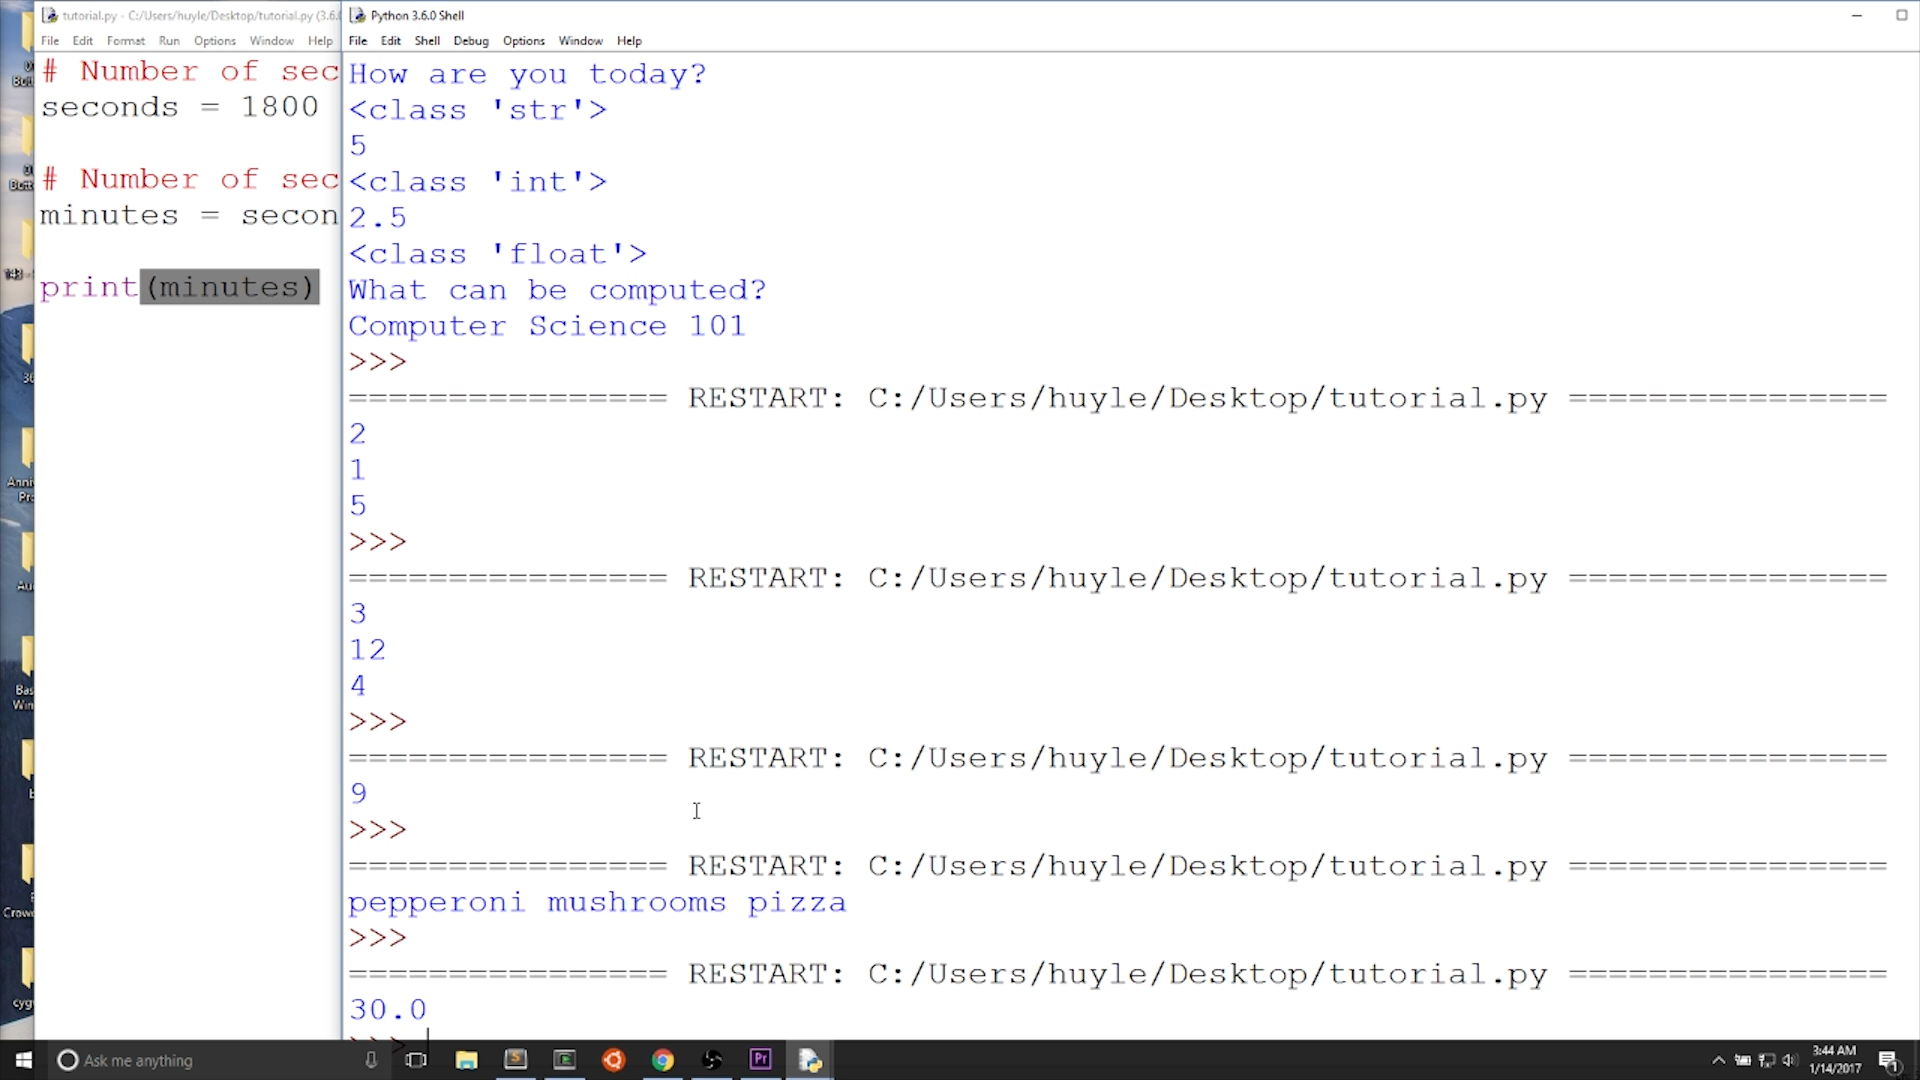 tutorial.py - C:/Users/huyle/Desktop/tutorial.py (3.6.0
File Edit Format Run Options Window Help
# Number of sec
seconds = 1800
# Number of sec
minutes = secon
print(minutes)
Python 3.6.0 Shell
File Edit Shell Debug Options Window Help
How are you today?
<class 'str'>
5
<class 'int'>
2.5
<class 'float'>
What can be computed?
Computer Science 101
>>>
================ RESTART: C:/Users/huyle/Desktop/tutorial.py ================
2
1
5
>>>
================ RESTART: C:/Users/huyle/Desktop/tutorial.py ================
3
12
4
>>>
================ RESTART: C:/Users/huyle/Desktop/tutorial.py ================
9
>>>
================ RESTART: C:/Users/huyle/Desktop/tutorial.py ================
pepperoni mushrooms pizza
>>>
================ RESTART: C:/Users/huyle/Desktop/tutorial.py ================
30.0
>>>
Ask me anything
3:44 AM
1/14/2017